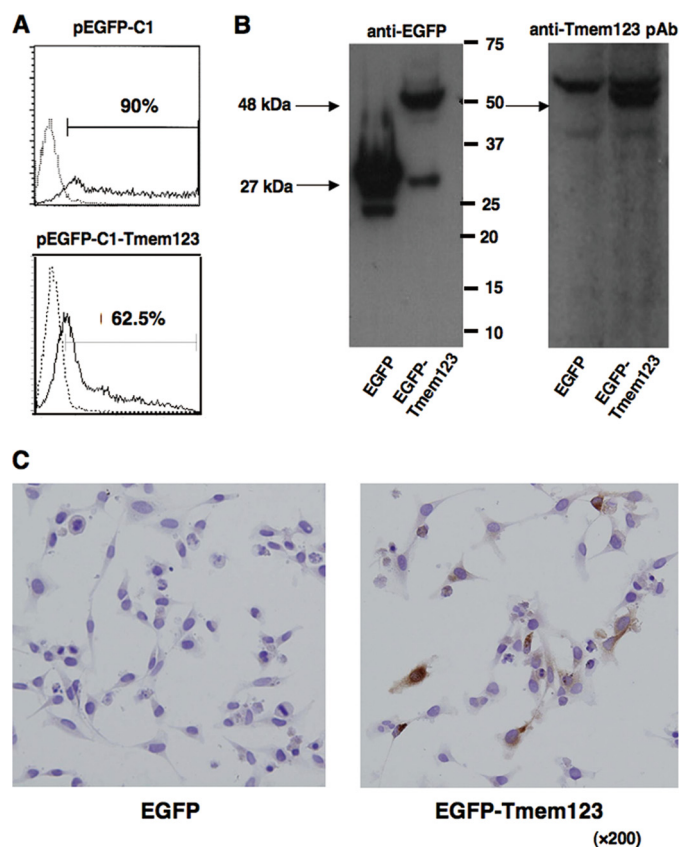 A
pEGFP-C1
90%
pEGFP-C1-Tmem123
62.5%
B
anti-EGFP
anti-Tmem123 pAb
48 kDa
27 kDa
75
50
37
25
20
15
10
EGFP
EGFP-
Tmem123
EGFP
EGFP-
Tmem123
C
EGFP
EGFP-Tmem123
(×200)